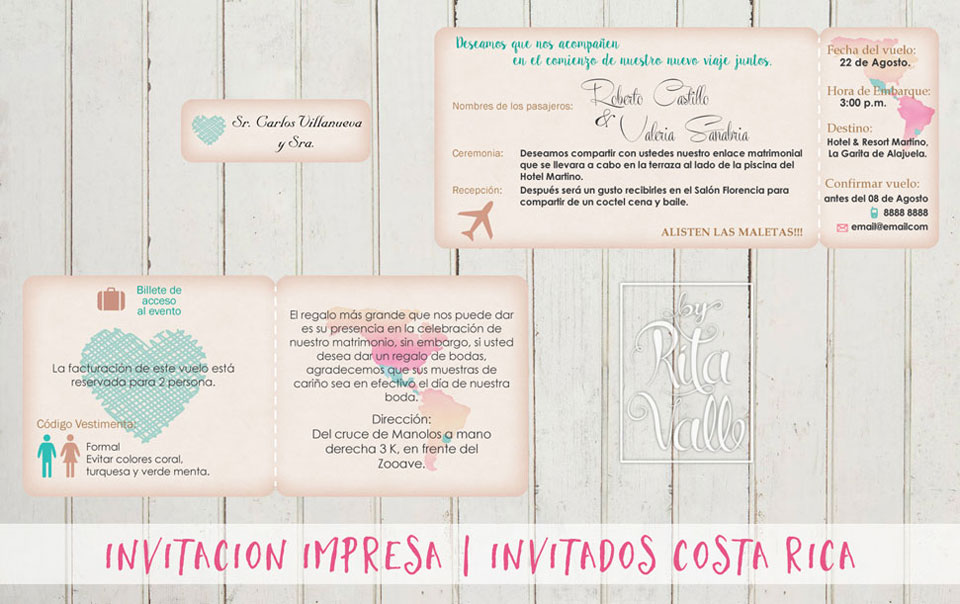 Deseamos que nos acompañen
en el comienzo de nuestro nuevo viaje juntos.
Nombres de los pasajeros:
Roberto Castillo
&
Valeria Sanabria
Ceremonia:
Deseamos compartir con ustedes nuestro enlace matrimonial
que se llevara a cabo en la terraza al lado de la piscina del
Hotel Martino.
Recepción:
Después será un gusto recibirles en el Salón Florencia para
compartir de un coctel cena y baile.
ALISTEN LAS MALETAS!!!
Fecha del vuelo:
22 de Agosto.
Hora de Embarque:
3:00 p.m.
Destino:
Hotel & Resort Martino,
La Garita de Alajuela.
Confirmar vuelo:
antes del 08 de Agosto
8888 8888
email@emailcom
Sr. Carlos Villanueva
y Sra.
Billete de
acceso
al evento
La facturación de este vuelo está
reservada para 2 persona.
Código Vestimenta:
Formal
Evitar colores coral,
turquesa y verde menta.
El regalo más grande que nos puede dar
es su presencia en la celebración de
nuestro matrimonio, sin embargo, si usted
desea dar un regalo de bodas,
agradecemos que sus muestras de
cariño sea en efectivo el día de nuestra
boda.
Dirección:
Del cruce de Manolos a mano
derecha 3 K, en frente del
Zooave.
by
Rita
Vallb
INVITACION IMPRESA | INVITADOS COSTA RICA